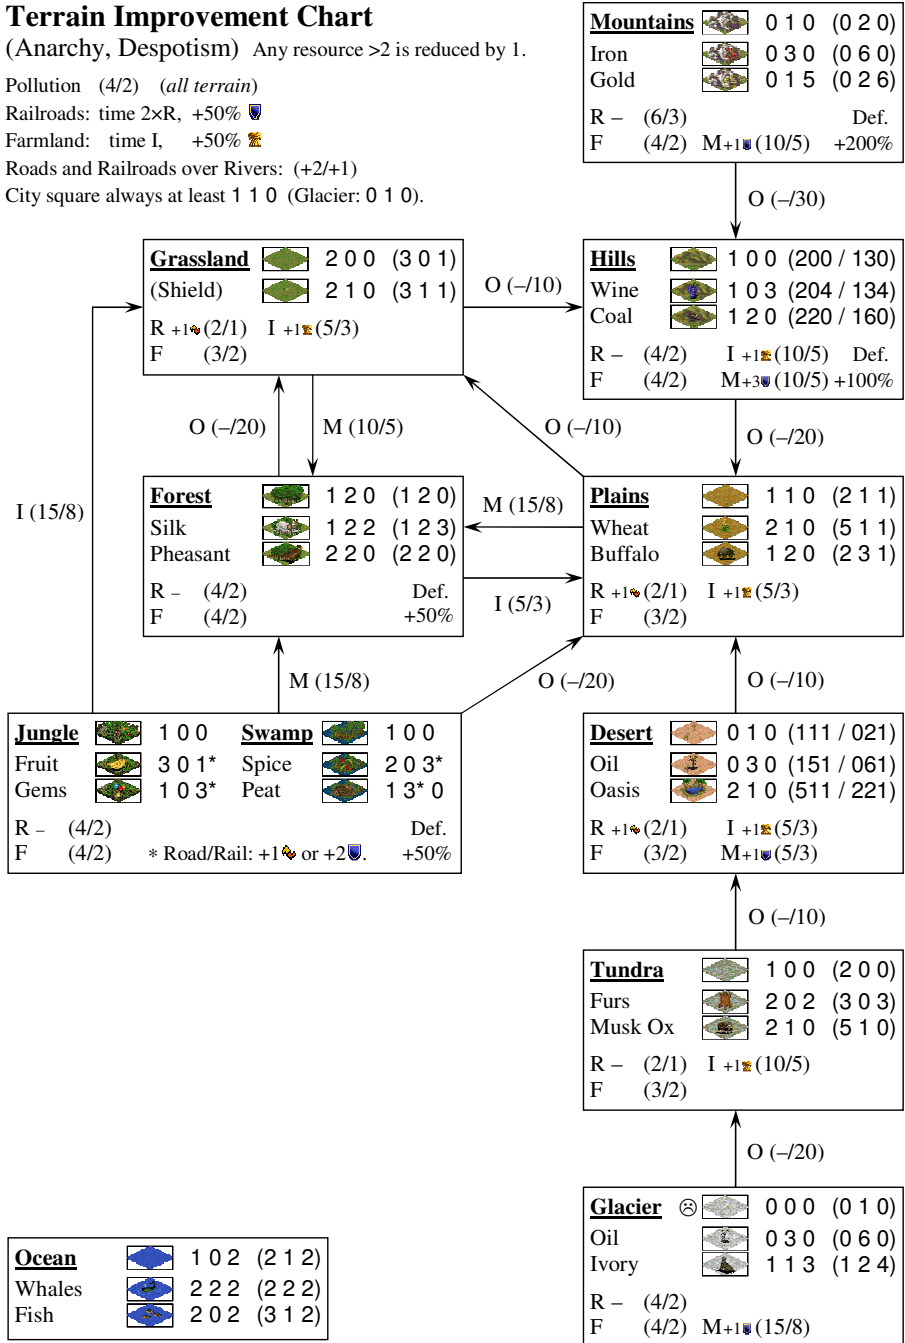 Terrain Improvement Chart
(Anarchy, Despotism) Any resource >2 is reduced by 1.
Pollution (4/2) (all terrain)
Railroads: time 2×R, +50%
Farmland: time I, +50%
Roads and Railroads over Rivers: (+2/+1)
City square always at least 1 1 0 (Glacier: 0 1 0).
Mountains 0 1 0 (0 2 0)
Iron 0 3 0 (0 6 0)
Gold 0 1 5 (0 2 6)
R – (6/3) Def.
F (4/2) M+1 (10/5) +200%
O (–/30)
Grassland 2 0 0 (3 0 1)
(Shield) 2 1 0 (3 1 1)
R +1 (2/1) I +1 (5/3)
F (3/2)
O (–/10)
Hills 1 0 0 (200 / 130)
Wine 1 0 3 (204 / 134)
Coal 1 2 0 (220 / 160)
R – (4/2) I +1 (10/5) Def.
F (4/2) M+3 (10/5) +100%
O (–/20)
M (10/5)
O (–/10)
O (–/20)
I (15/8)
Forest 1 2 0 (1 2 0)
Silk 1 2 2 (1 2 3)
Pheasant 2 2 0 (2 2 0)
R – (4/2) Def.
F (4/2) +50%
M (15/8)
I (5/3)
Plains 1 1 0 (2 1 1)
Wheat 2 1 0 (5 1 1)
Buffalo 1 2 0 (2 3 1)
R +1 (2/1) I +1 (5/3)
F (3/2)
M (15/8)
O (–/20)
O (–/10)
Jungle 1 0 0 Swamp 1 0 0
Fruit 3 0 1* Spice 2 0 3*
Gems 1 0 3* Peat 1 3* 0
R – (4/2) Def.
F (4/2) * Road/Rail: +1 or +2. +50%
Desert 0 1 0 (111 / 021)
Oil 0 3 0 (151 / 061)
Oasis 2 1 0 (511 / 221)
R +1 (2/1) I +1 (5/3)
F (3/2) M+1 (5/3)
O (–/10)
Tundra 1 0 0 (2 0 0)
Furs 2 0 2 (3 0 3)
Musk Ox 2 1 0 (5 1 0)
R – (2/1) I +1 (10/5)
F (3/2)
O (–/20)
Glacier ☹ 0 0 0 (0 1 0)
Oil 0 3 0 (0 6 0)
Ivory 1 1 3 (1 2 4)
R – (4/2)
F (4/2) M+1 (15/8)
Ocean 1 0 2 (2 1 2)
Whales 2 2 2 (2 2 2)
Fish 2 0 2 (3 1 2)